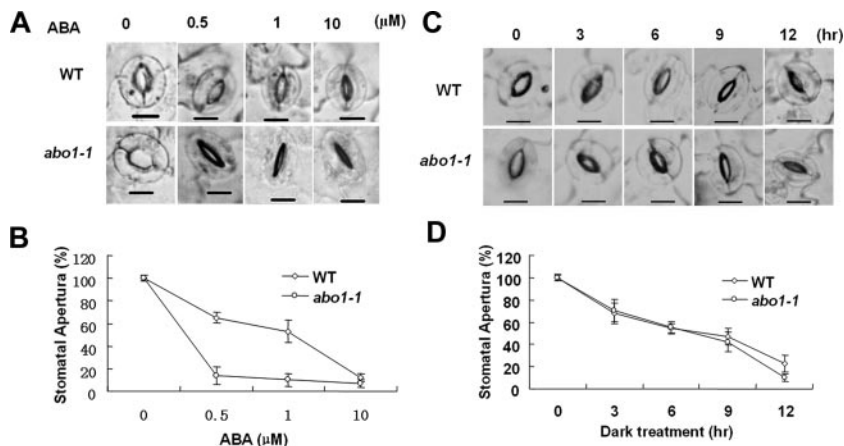 A
ABA 0 0.5 1 10 (μM)
WT
abo1-1
B
Stomatal Apertura (%)
120
100
80
60
40
20
0
WT
abo1-1
0 0.5 1 10
ABA (μM)
C
0 3 6 9 12 (hr)
WT
abo1-1
D
Stomatal Apertura (%)
120
100
80
60
40
20
0
WT
abo1-1
0 3 6 9 12
Dark treatment (hr)